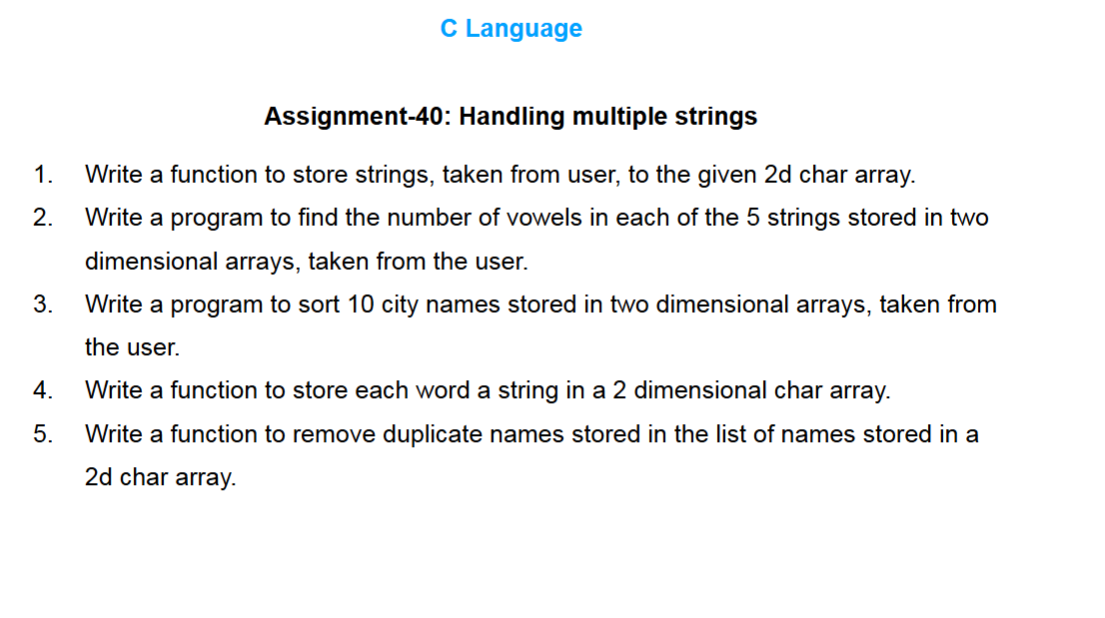 C Language
Assignment-40: Handling multiple strings
1. Write a function to store strings, taken from user, to the given 2d char array.
2. Write a program to find the number of vowels in each of the 5 strings stored in two
dimensional arrays, taken from the user.
3. Write a program to sort 10 city names stored in two dimensional arrays, taken from
the user.
4. Write a function to store each word a string in a 2 dimensional char array.
5. Write a function to remove duplicate names stored in the list of names stored in a
2d char array.